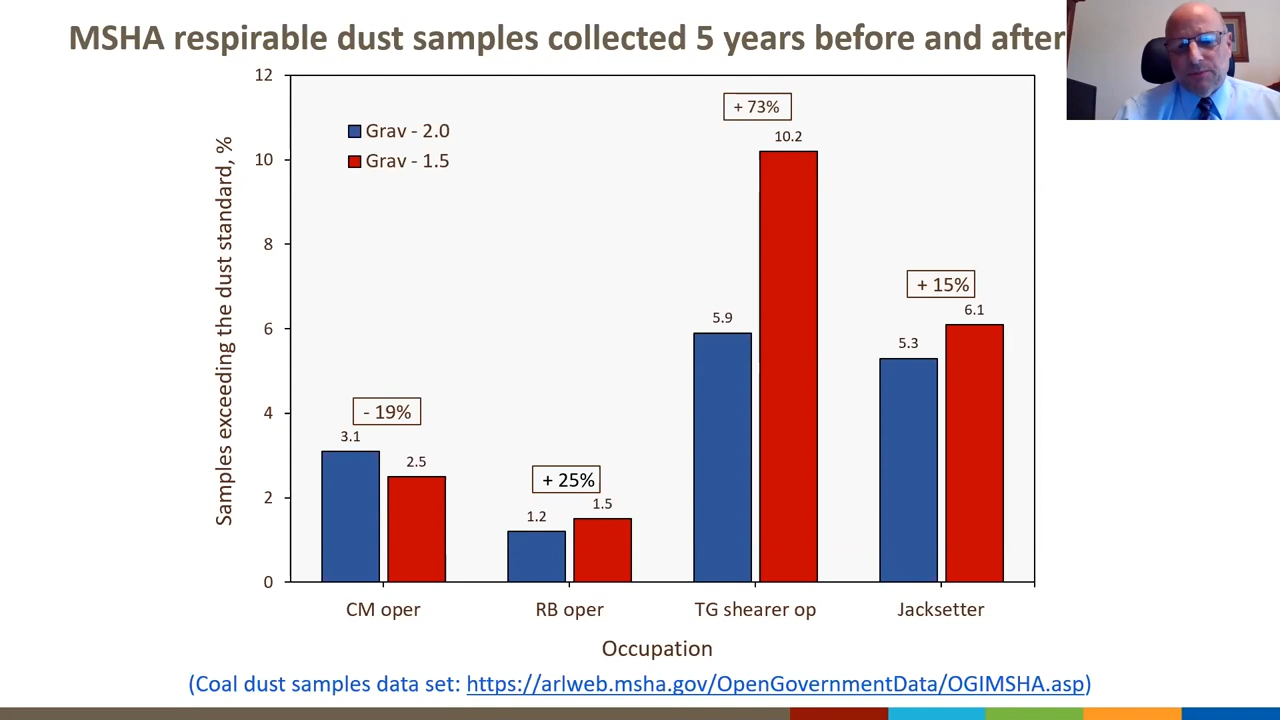 MSHA respirable dust samples collected 5 years before and after
12
10
8
6
4
2
0
Samples exceeding the dust standard, %
Grav - 2.0
Grav - 1.5
- 19%
3.1
2.5
+ 25%
1.2
1.5
+ 73%
5.9
10.2
+ 15%
5.3
6.1
CM oper
RB oper
TG shearer op
Jacksetter
Occupation
(Coal dust samples data set: https://arlweb.msha.gov/OpenGovernmentData/OGIMSHA.asp)